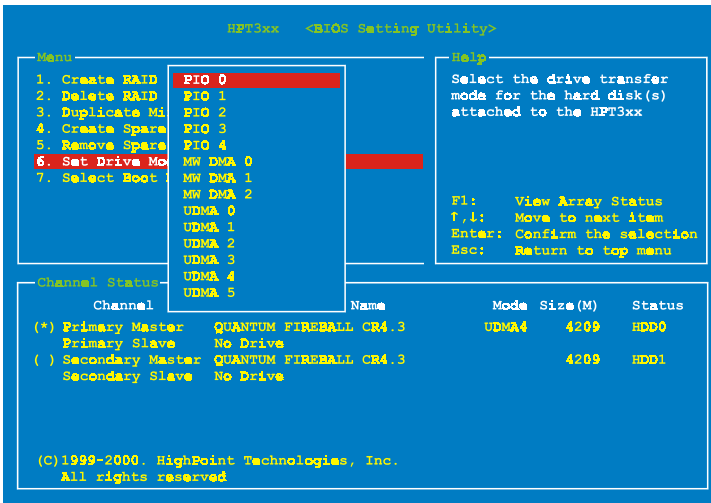 HPT3xx <BIOS Setting Utility>
Menu
1. Create RAID
2. Delete RAID
3. Duplicate Mi
4. Create Spare
5. Remove Spare
6. Set Drive Mo
7. Select Boot
PIO 0
PIO 1
PIO 2
PIO 3
PIO 4
MW DMA 0
MW DMA 1
MW DMA 2
UDMA 0
UDMA 1
UDMA 2
UDMA 3
UDMA 4
UDMA 5
Help
Select the drive transfer
mode for the hard disk(s)
attached to the HPT3xx
F1: View Array Status
↑,↓: Move to next item
Enter: Confirm the selection
Esc: Return to top menu
Channel Status
Channel Name Mode Size(M) Status
(*) Primary Master QUANTUM FIREBALL CR4.3 UDMA4 4209 HDD0
Primary Slave No Drive
( ) Secondary Master QUANTUM FIREBALL CR4.3 4209 HDD1
Secondary Slave No Drive
(C)1999-2000. HighPoint Technologies, Inc.
All rights reserved